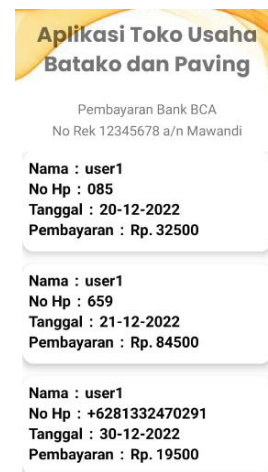 Aplikasi Toko Usaha
Batako dan Paving
Pembayaran Bank BCA
No Rek 12345678 a/n Mawandi
Nama : user1
No Hp : 085
Tanggal : 20-12-2022
Pembayaran : Rp. 32500
Nama : user1
No Hp : 659
Tanggal : 21-12-2022
Pembayaran : Rp. 84500
Nama : user1
No Hp : +6281332470291
Tanggal : 30-12-2022
Pembayaran : Rp. 19500